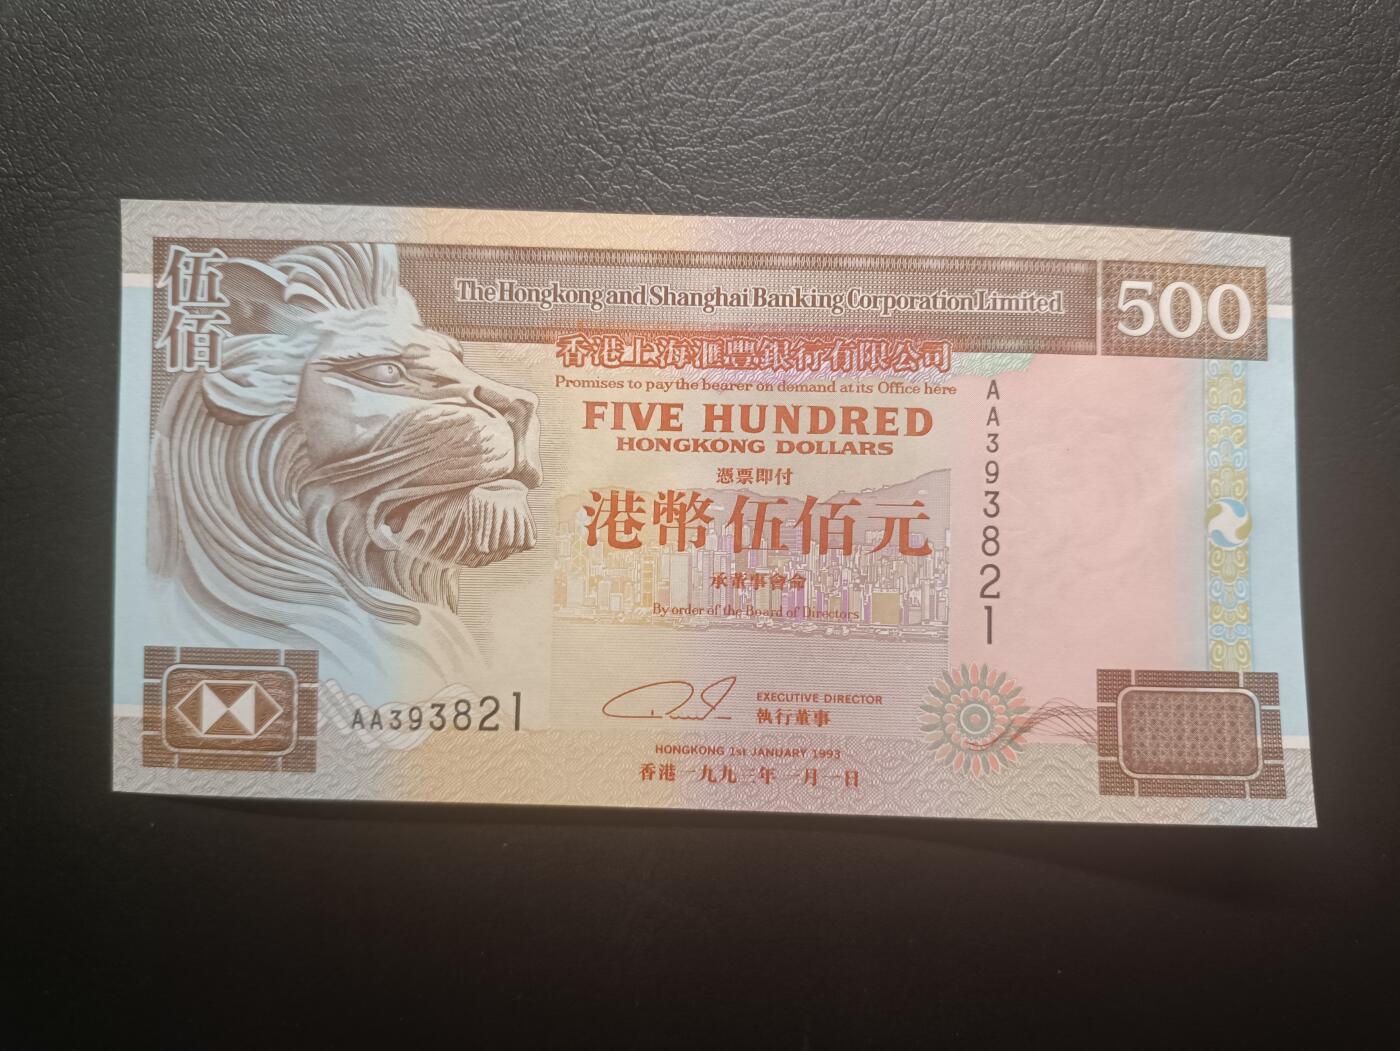 伍佰
The Hongkong and Shanghai Banking Corporation Limited
500
香港上海滙豐銀行有限公司
Promises to pay the bearer on demand at its Office here
FIVE HUNDRED
HONGKONG DOLLARS
憑票即付
港幣伍佰元
承董事會命
By order of the Board of Directors
AA393821
AA393821
EXECUTIVE DIRECTOR
執行董事
HONGKONG 1st JANUARY 1993
香港一九九三年一月一日